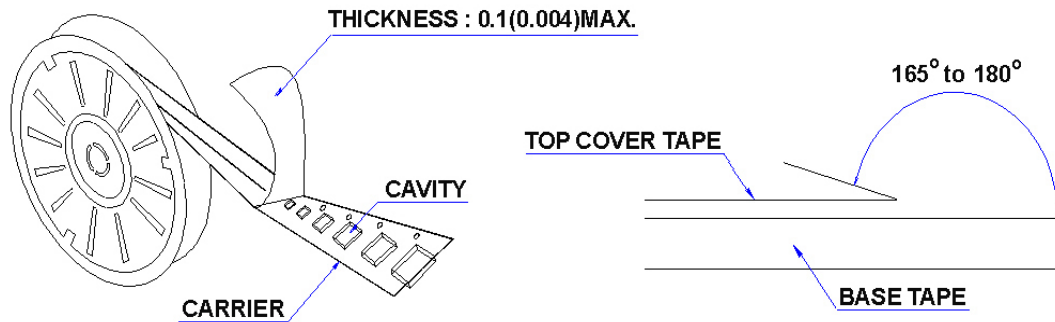 THICKNESS : 0.1(0.004)MAX.
165° to 180°
TOP COVER TAPE
CAVITY
BASE TAPE
CARRIER